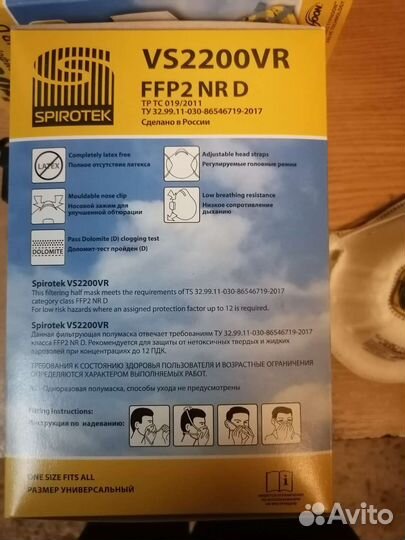 VS2200VR
SPIROTEK
FFP2 NR D
ТР ТС 019/2011
ТУ 32.99.11-030-86546719-2017
Сделано в России
LATEX
Completely latex free
Полное отсутствие латекса
Adjustable head straps
Регулируемые головные ремни
Mouldable nose clip
Носовой зажим для
улучшенной обтюрации
Low breathing resistance
Низкое сопротивление
дыханию
DOLOMITE
Pass Dolomite (D) clogging test
Доломит-тест пройден (D)
Spirotek VS2200VR
This filtering half mask meets the requirements of TS 32.99.11-030-86546719-2017
category class FFP2 NR D
For low risk hazards where an assigned protection factor up to 12 is required.
Spirotek VS2200VR
Данная фильтрующая полумаска отвечает требованиям ТУ 32.99.11-030-86546719-2017
класса FFP2 NR D. Рекомендуется для защиты от нетоксичных твердых и жидких
аэрозолей при концентрациях до 12 ПДК.
ТРЕБОВАНИЯ К СОСТОЯНИЮ ЗДОРОВЬЯ ПОЛЬЗОВАТЕЛЯ И ВОЗРАСТНЫЕ ОГРАНИЧЕНИЯ
ОПРЕДЕЛЯЮТСЯ ХАРАКТЕРОМ ВЫПОЛНЯЕМЫХ РАБОТ.
Одноразовая полумаска, способы ухода не предусмотрены
Fitting instructions:
Инструкция по надеванию:
ONE SIZE FITS ALL
РАЗМЕР УНИВЕРСАЛЬНЫЙ
Avito